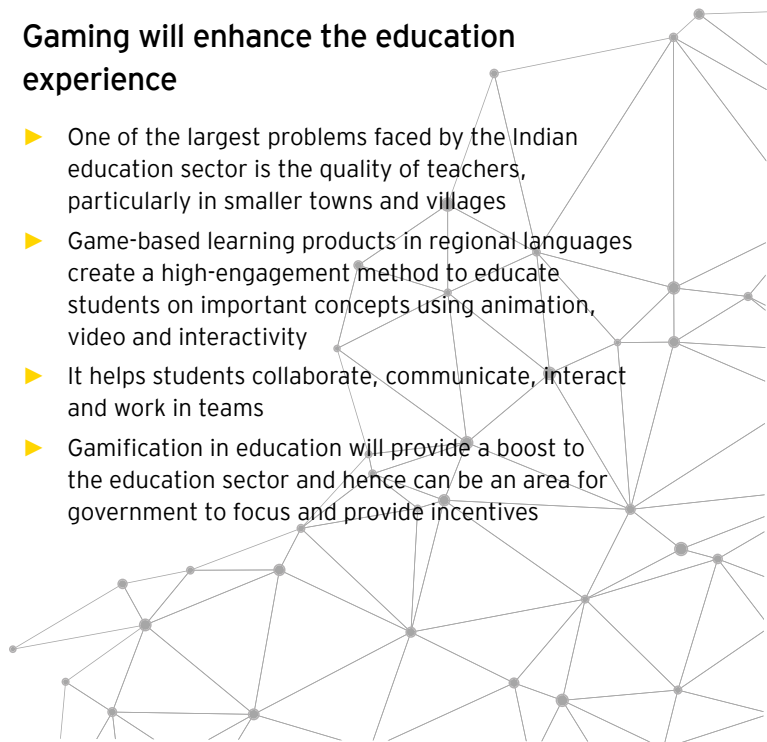 Gaming will enhance the education
experience
► One of the largest problems faced by the Indian
education sector is the quality of teachers,
particularly in smaller towns and villages
► Game-based learning products in regional languages
create a high-engagement method to educate
students on important concepts using animation,
video and interactivity
► It helps students collaborate, communicate, interact
and work in teams
► Gamification in education will provide a boost to
the education sector and hence can be an area for
government to focus and provide incentives